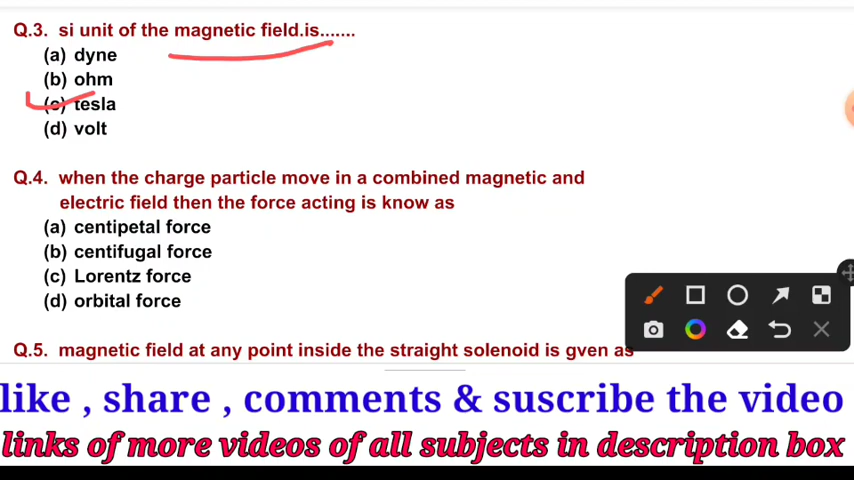 Q.3. si unit of the magnetic field.is.......
(a) dyne
(b) ohm
(c) tesla
(d) volt
Q.4. when the charge particle move in a combined magnetic and
electric field then the force acting is know as
(a) centipetal force
(b) centifugal force
(c) Lorentz force
(d) orbital force
Q.5. magnetic field at any point inside the straight solenoid is gven as
like , share , comments & suscribe the video
links of more videos of all subjects in description box